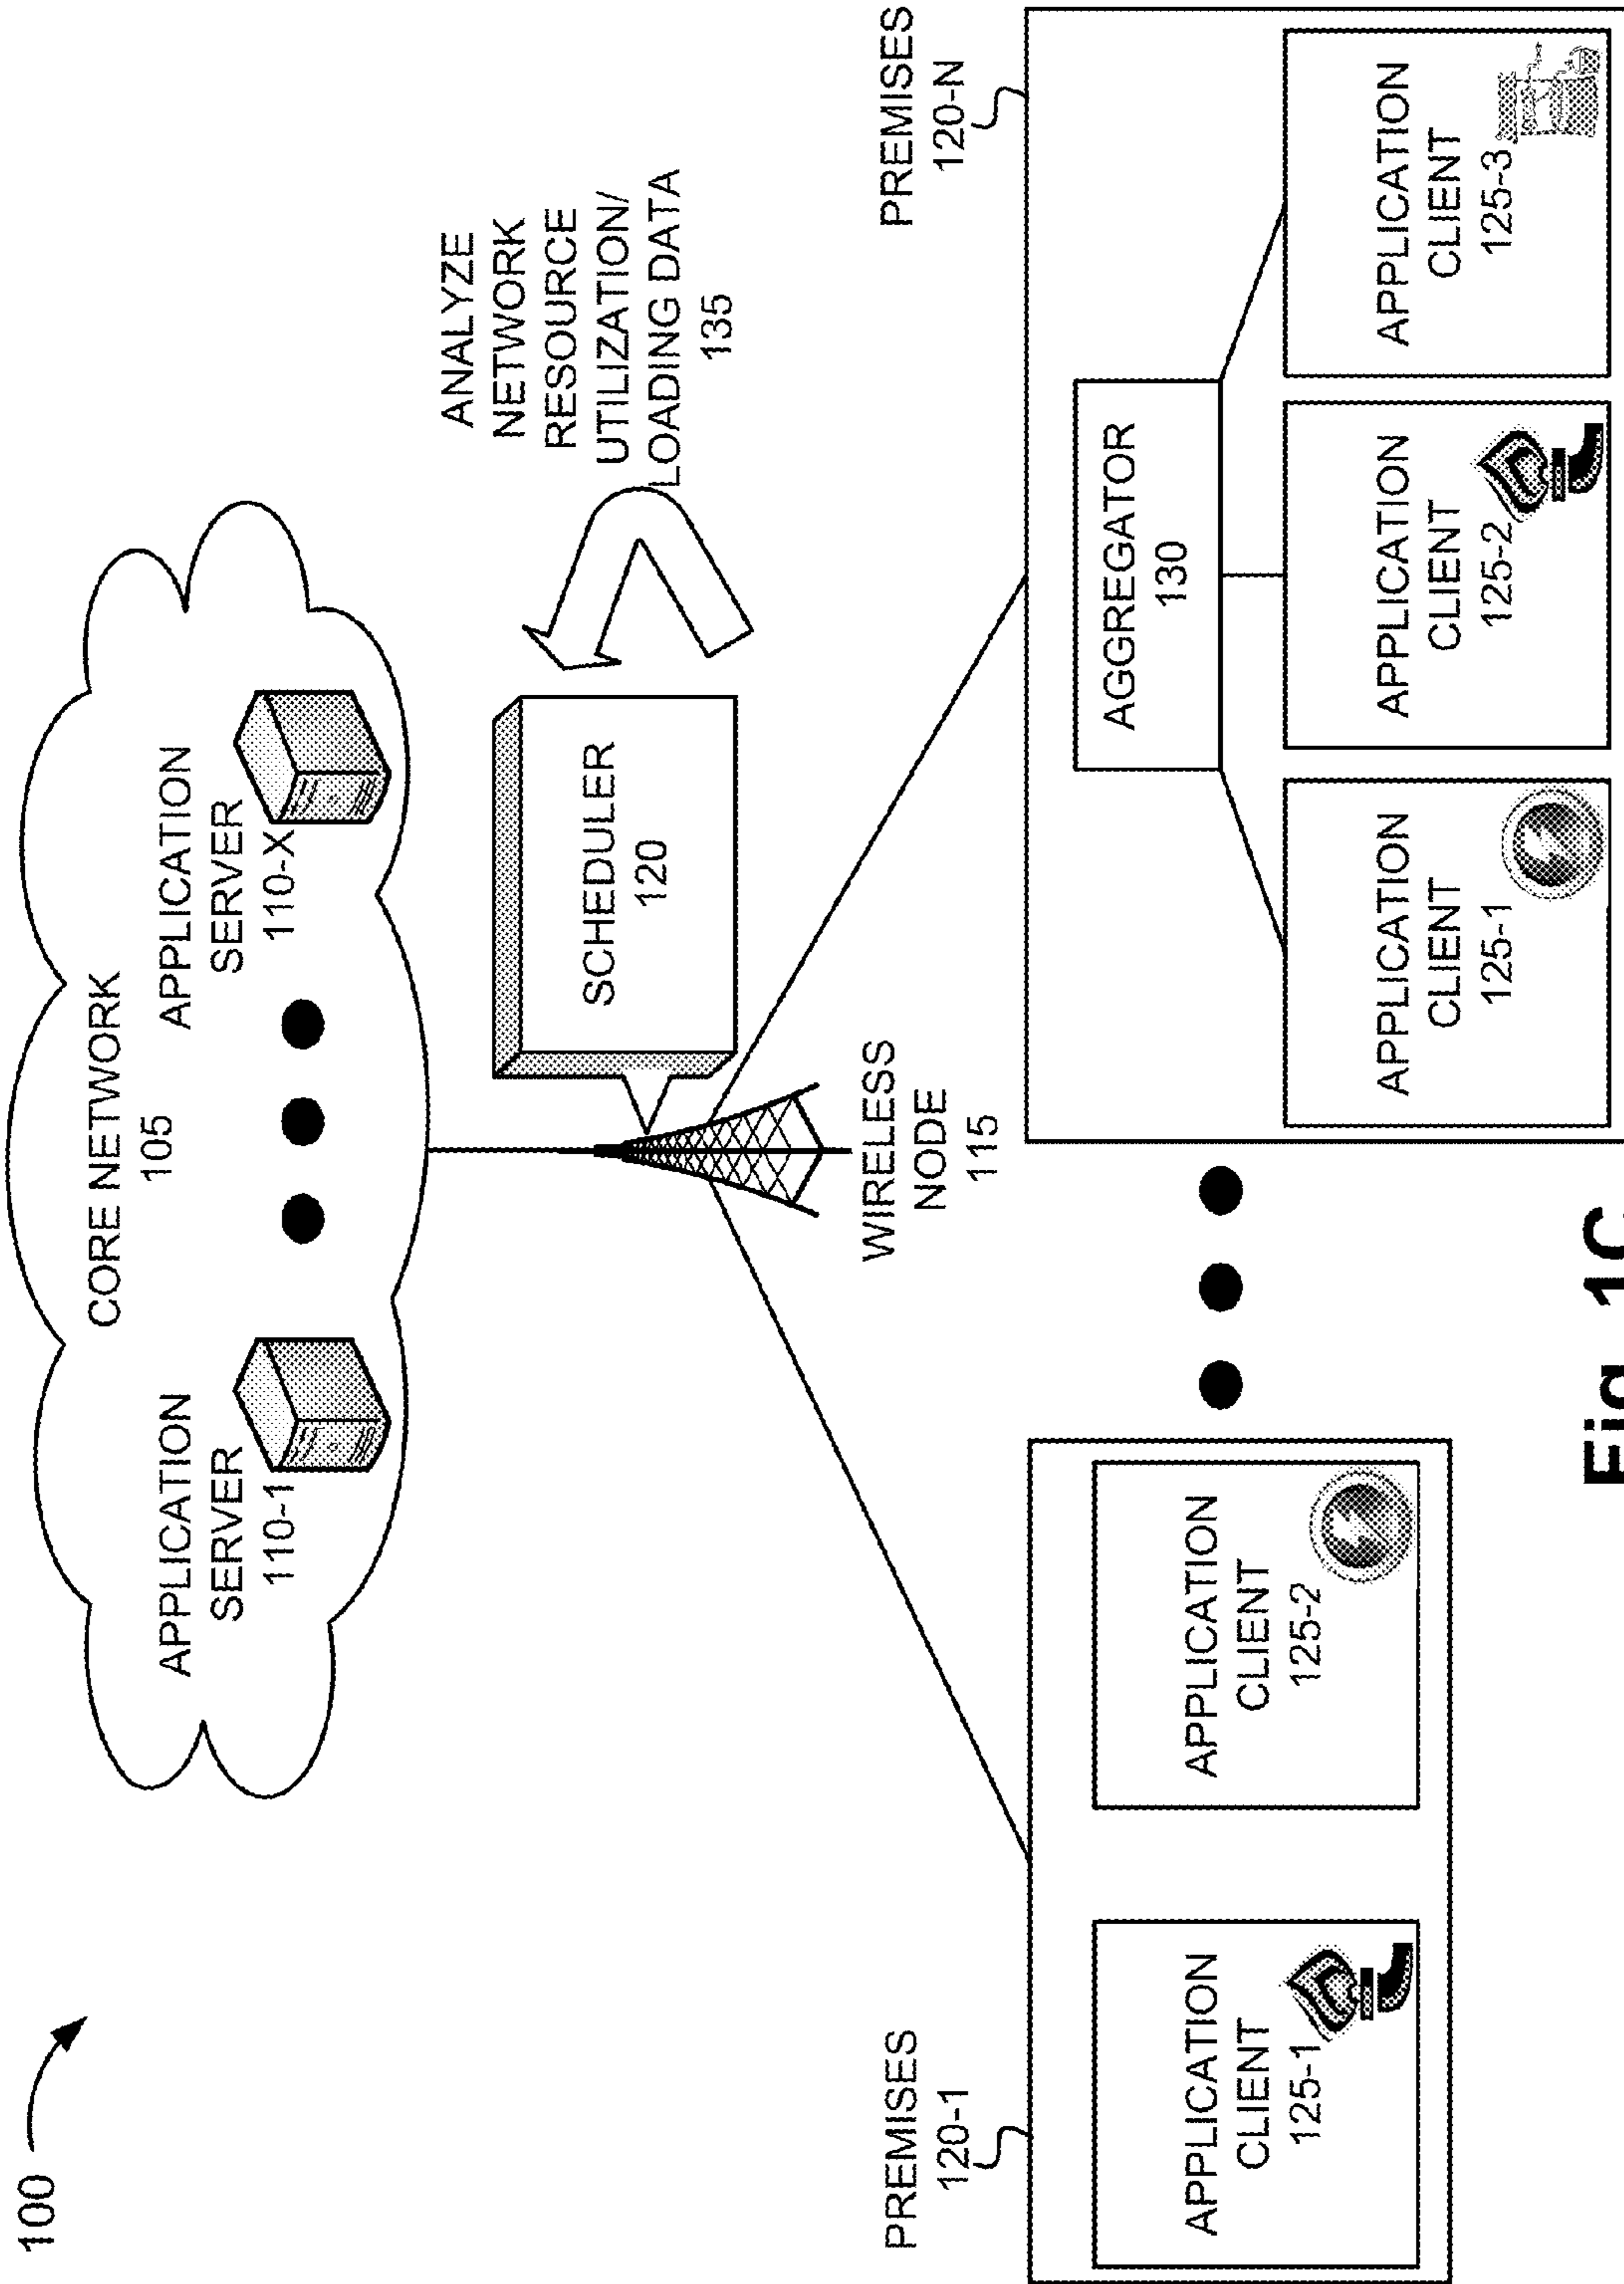 100
CORE NETWORK
105
APPLICATION
SERVER
110-1
APPLICATION
SERVER
110-X
SCHEDULER
120
ANALYZE
NETWORK
RESOURCE
UTILIZATION/
LOADING DATA
135
WIRELESS
NODE
115
PREMISES
120-1
APPLICATION
CLIENT
125-1
APPLICATION
CLIENT
125-2
PREMISES
120-N
AGGREGATOR
130
APPLICATION
CLIENT
125-1
APPLICATION
CLIENT
125-2
APPLICATION
CLIENT
125-3
Fig. 1C